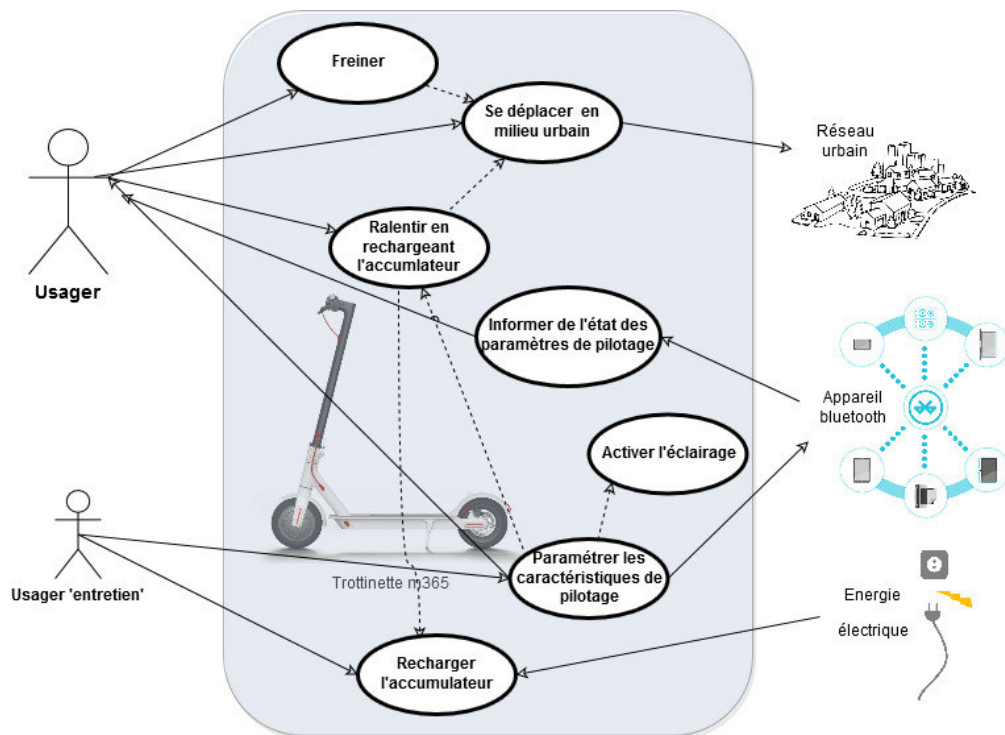 Freiner
Se déplacer en
milieu urbain
Réseau
urbain
Ralentir en
rechargeant
l'accumlateur
Usager
Informer de l'état des
paramètres de pilotage
Appareil
bluetooth
Activer l'éclairage
Paramétrer les
caractéristiques de
pilotage
Trottinette m365
Usager 'entretien'
Energie
électrique
Recharger
l'accumulateur